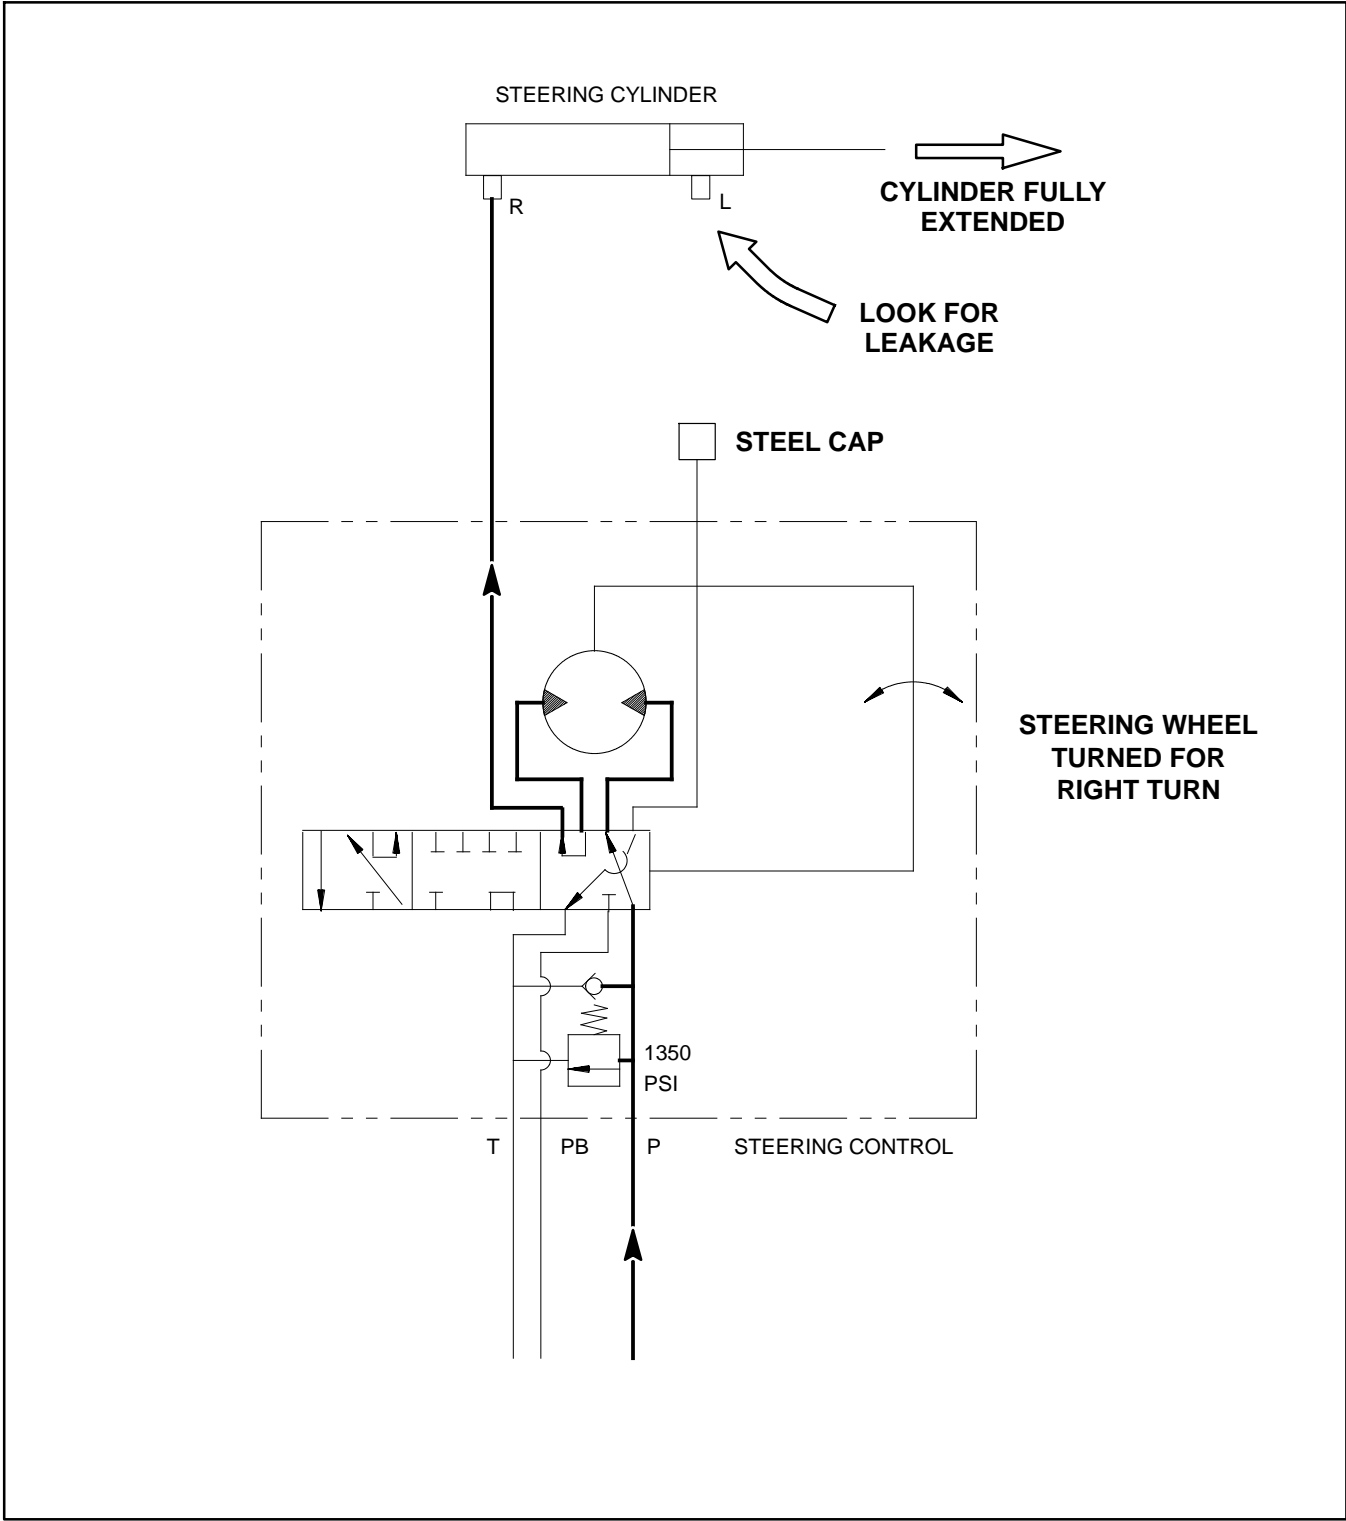 STEERING CYLINDER
R
L
CYLINDER FULLY
EXTENDED
LOOK FOR
LEAKAGE
STEEL CAP
STEERING WHEEL
TURNED FOR
RIGHT TURN
1350
PSI
T
PB
P
STEERING CONTROL